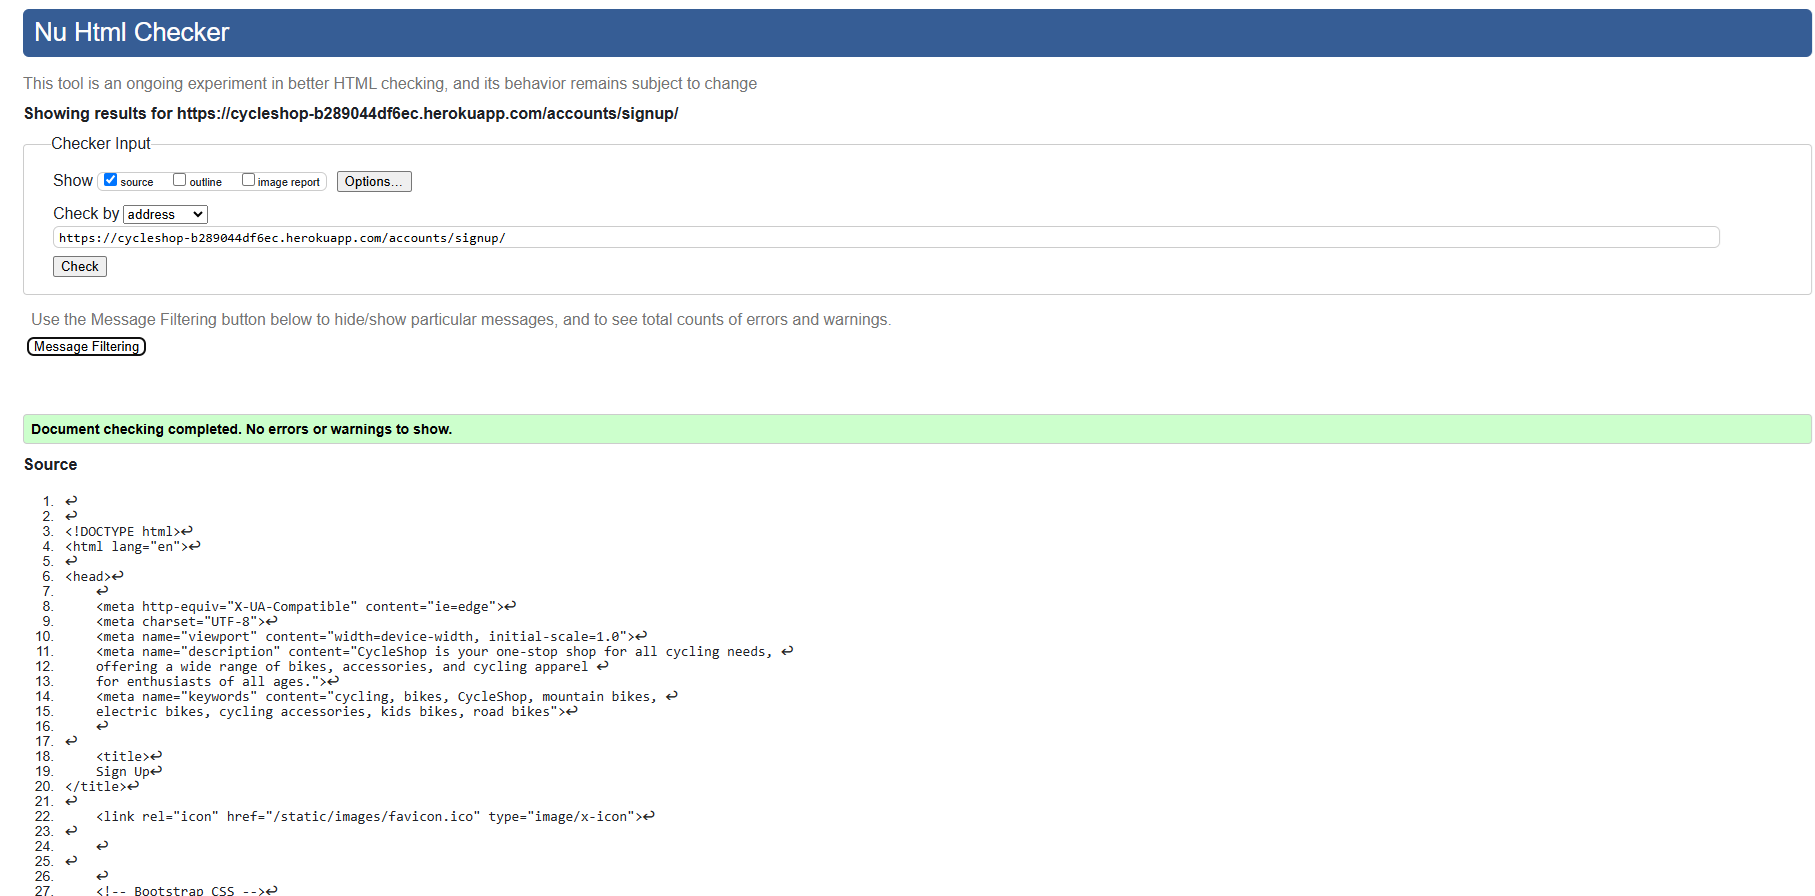 Nu Html Checker
This tool is an ongoing experiment in better HTML checking, and its behavior remains subject to change
Showing results for https://cycleshop-b289044df6ec.herokuapp.com/accounts/signup/
Checker Input
Show source outline image report Options...
Check by address
https://cycleshop-b289044df6ec.herokuapp.com/accounts/signup/
Check
Use the Message Filtering button below to hide/show particular messages, and to see total counts of errors and warnings.
Message Filtering
Document checking completed. No errors or warnings to show.
Source
1. ↩
2. ↩
3. <!DOCTYPE html>↩
4. <html lang="en">↩
5. ↩
6. <head>↩
7. ↩
8. <meta http-equiv="X-UA-Compatible" content="ie=edge">↩
9. <meta charset="UTF-8">↩
10. <meta name="viewport" content="width=device-width, initial-scale=1.0">↩
11. <meta name="description" content="CycleShop is your one-stop shop for all cycling needs, ↩
12. offering a wide range of bikes, accessories, and cycling apparel ↩
13. for enthusiasts of all ages.">↩
14. <meta name="keywords" content="cycling, bikes, CycleShop, mountain bikes, ↩
15. electric bikes, cycling accessories, kids bikes, road bikes">↩
16. ↩
17. ↩
18. <title>↩
19. Sign Up↩
20. </title>↩
21. ↩
22. <link rel="icon" href="/static/images/favicon.ico" type="image/x-icon">↩
23. ↩
24. ↩
25. ↩
26. ↩
27. <!-- Bootstrap CSS -->↩